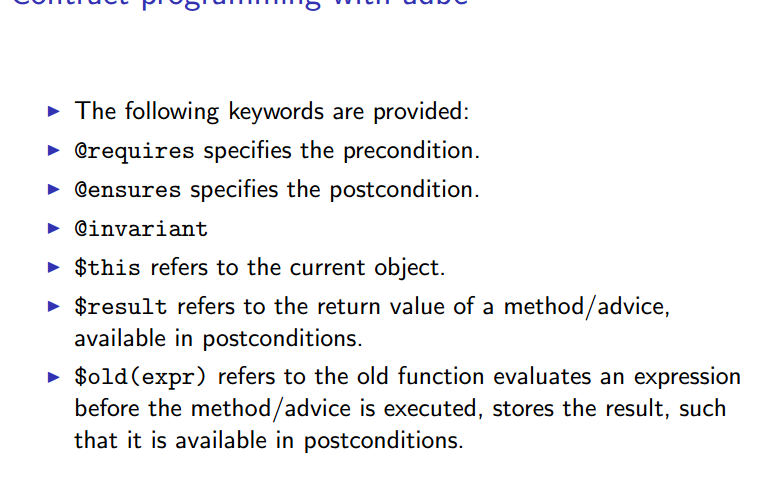 Contract programming with adbc
► The following keywords are provided:
► @requires specifies the precondition.
► @ensures specifies the postcondition.
► @invariant
► $this refers to the current object.
► $result refers to the return value of a method/advice,
available in postconditions.
► $old(expr) refers to the old function evaluates an expression
before the method/advice is executed, stores the result, such
that it is available in postconditions.